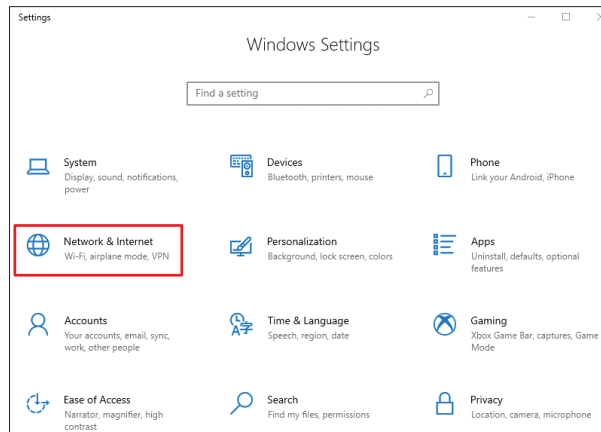 Settings
Windows Settings
Find a setting
System
Display, sound, notifications,
power
Devices
Bluetooth, printers, mouse
Phone
Link your Android, iPhone
Network & Internet
Wi-Fi, airplane mode, VPN
Personalization
Background, lock screen, colors
Apps
Uninstall, defaults, optional
features
Accounts
Your accounts, email, sync,
work, other people
Time & Language
Speech, region, date
Gaming
Xbox Game Bar, captures, Game
Mode
Ease of Access
Narrator, magnifier, high
contrast
Search
Find my files, permissions
Privacy
Location, camera, microphone